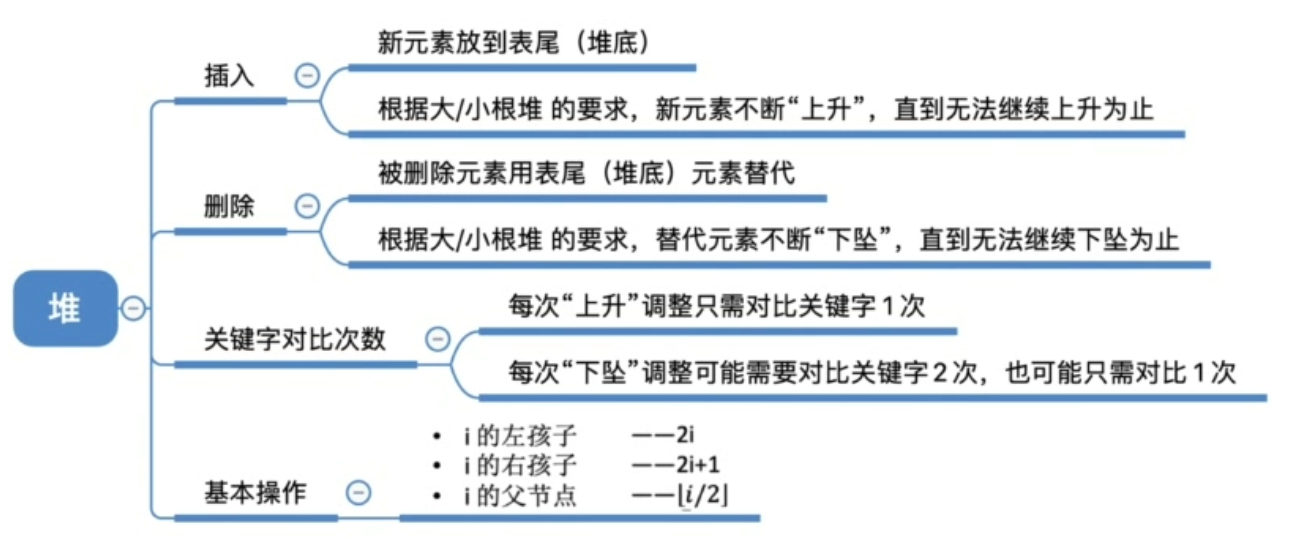 新元素放到表尾（堆底）
插入
根据大/小根堆 的要求，新元素不断“上升”，直到无法继续上升为止
被删除元素用表尾（堆底）元素替代
删除
根据大/小根堆 的要求，替代元素不断“下坠”，直到无法继续下坠为止
堆
每次“上升”调整只需对比关键字1次
关键字对比次数
每次“下坠”调整可能需要对比关键字2次，也可能只需对比1次
• i 的左孩子 ——2i
• i 的右孩子 ——2i+1
• i 的父节点 ——⌊i/2⌋
基本操作